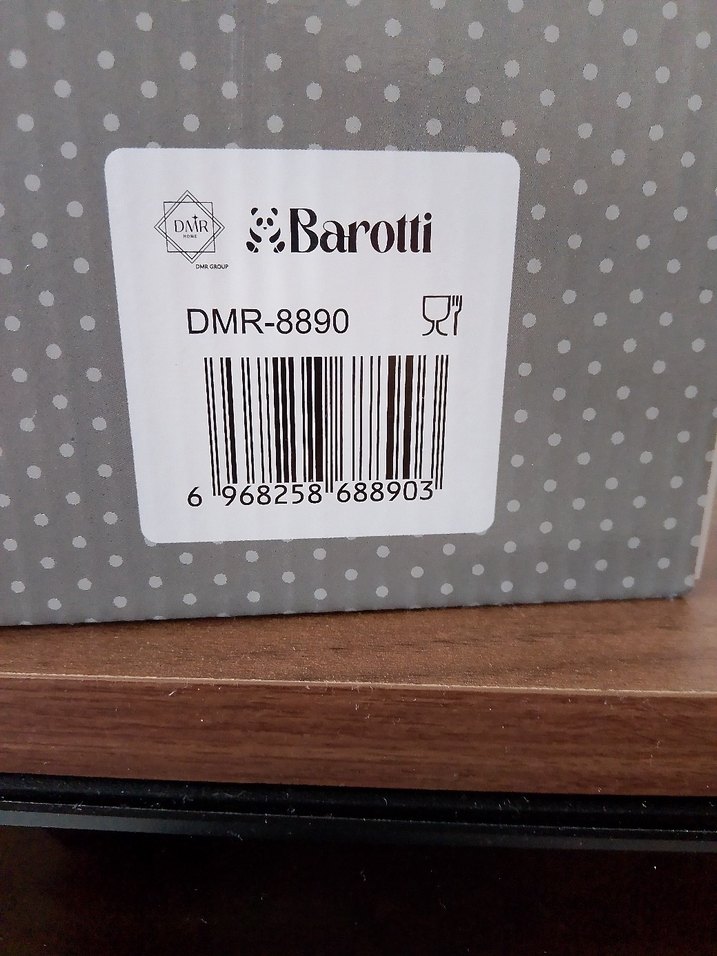 DMR
HOME
DMR GROUP
Barotti
DMR-8890
6 968258 688903